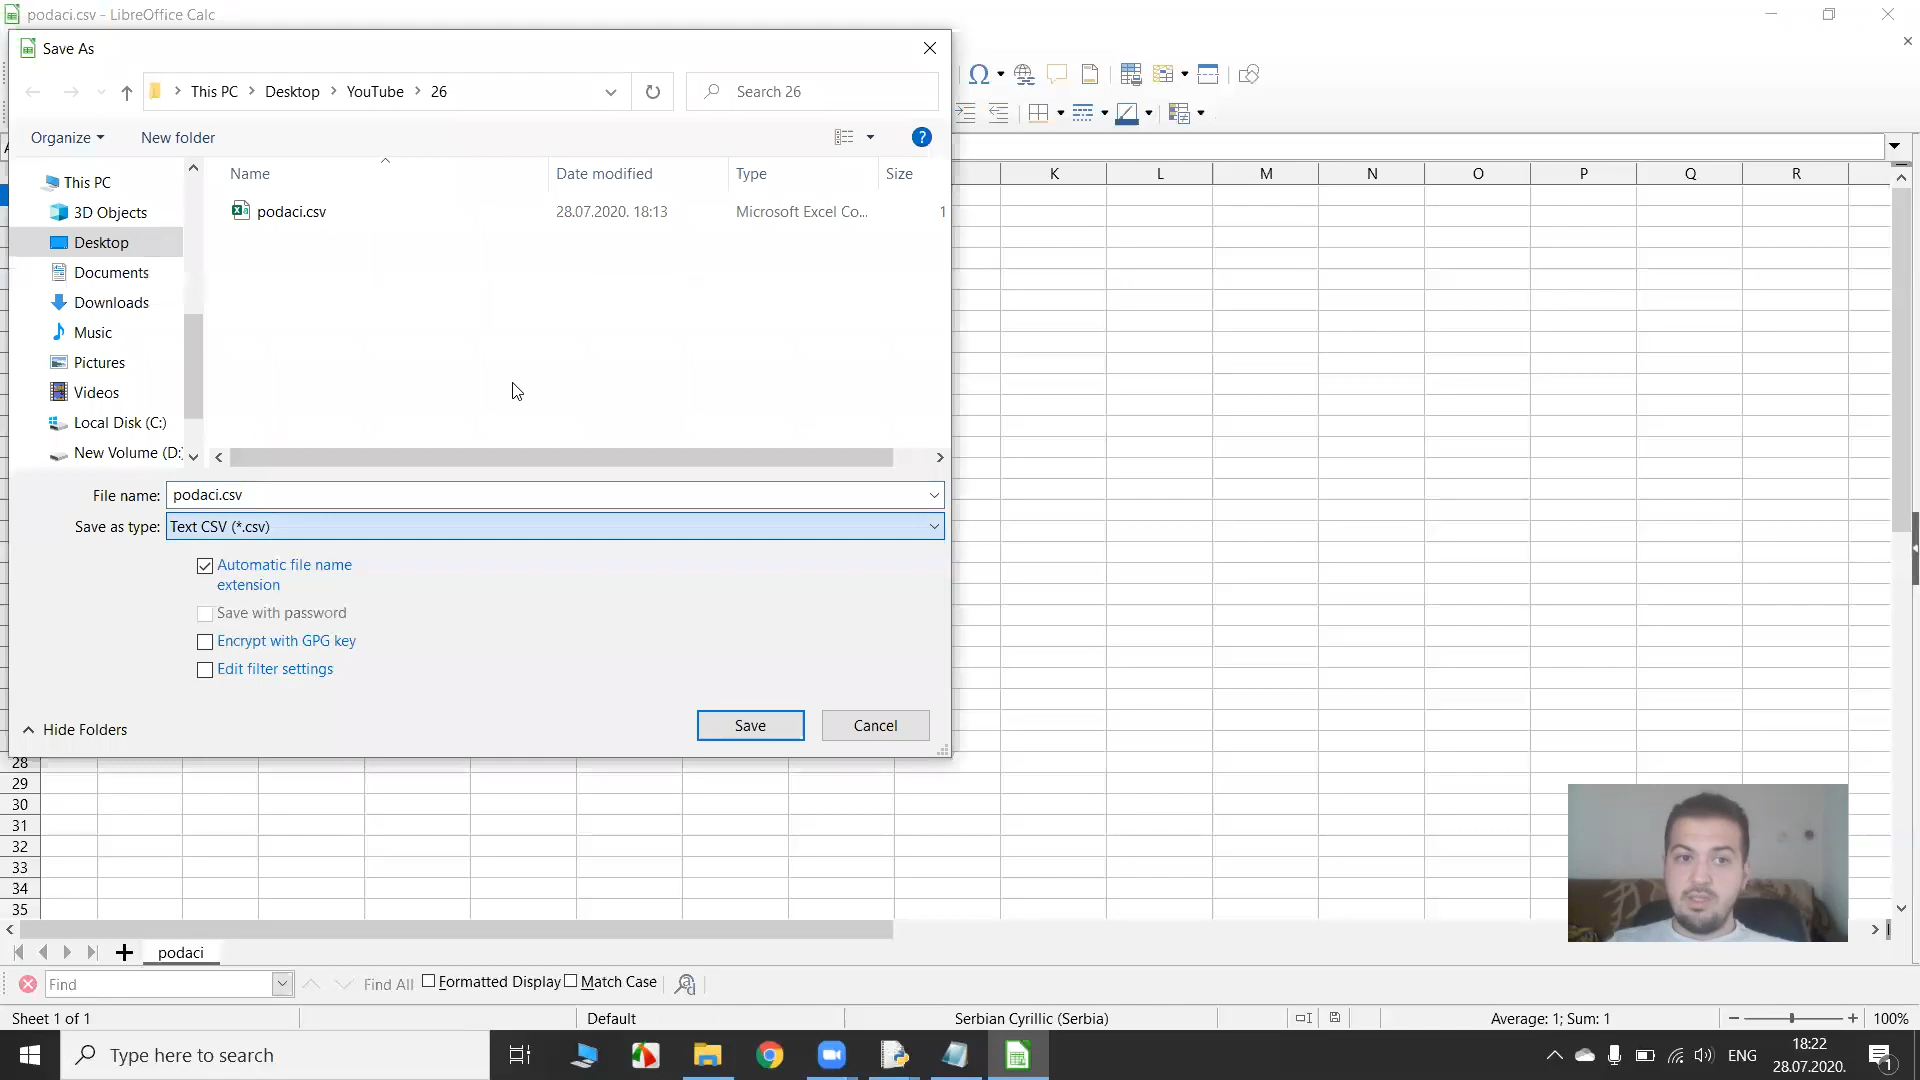 podaci.csv - LibreOffice Calc
Save As
This PC
Desktop
YouTube
26
Search 26
Organize
New folder
Name
Date modified
Type
Size
podaci.csv
28.07.2020. 18:13
Microsoft Excel Co...
1
This PC
3D Objects
Desktop
Documents
Downloads
Music
Pictures
Videos
Local Disk (C:)
New Volume (D:
File name:
podaci.csv
Save as type:
Text CSV (*.csv)
Automatic file name
extension
Save with password
Encrypt with GPG key
Edit filter settings
Hide Folders
Save
Cancel
K L M N O P Q R
28
29
30
31
32
33
34
35
podaci
Find
Find All
Formatted Display
Match Case
Sheet 1 of 1
Default
Serbian Cyrillic (Serbia)
Average: 1; Sum: 1
100%
Type here to search
ENG
18:22
28.07.2020.
1